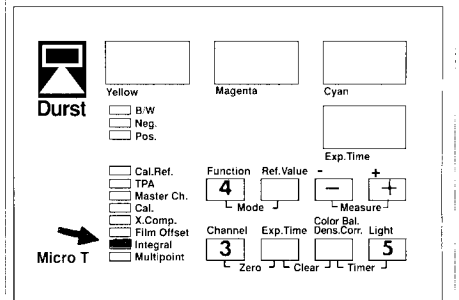 Durst
Yellow Magenta Cyan
B/W
Neg.
Pos.
Exp.Time
Cal.Ref.
TPA
Master Ch.
Cal.
X.Comp.
Film Offset
Integral
Multipoint
Micro T
Function Ref.Value - +
4 - +
Mode Measure
Channel Exp.Time Color Bal. Dens.Corr. Light
3 5
Zero Clear Timer